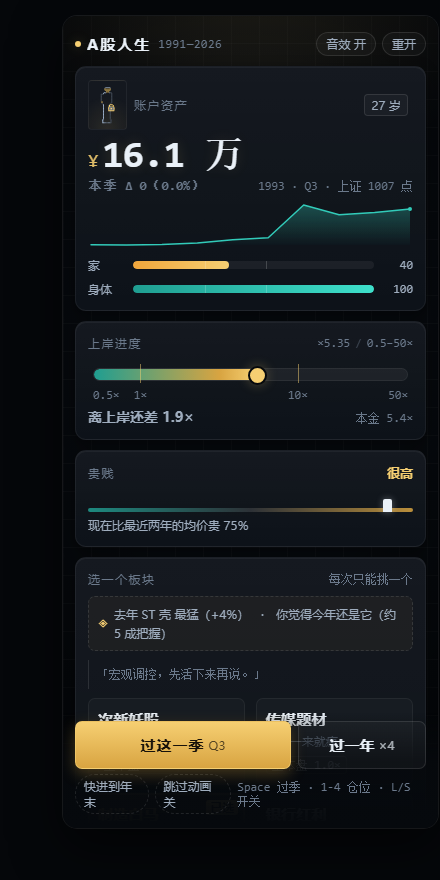 A股人生 1991—2026 音效 开 重开
账户资产 27 岁
¥16.1 万
本季 Δ 0 (0.0%) 1993 · Q3 · 上证 1007 点
家 40
身体 100
上岸进度 ×5.35 / 0.5–50×
0.5× 1× 10× 50×
离上岸还差 1.9× 本金 5.4×
贵贱 很高
现在比最近两年的均价贵 75%
选一个板块 每次只能挑一个
◈ 去年 ST 壳 最猛（+4%） · 你觉得今年还是它（约
5 成把握）
「宏观调控，先活下来再说。」
次新妖股 传媒题材
过这一季 Q3 过一年 ×4
快进到年末 跳过动画 关 Space 过季 · 1-4 仓位 · L/S 开关